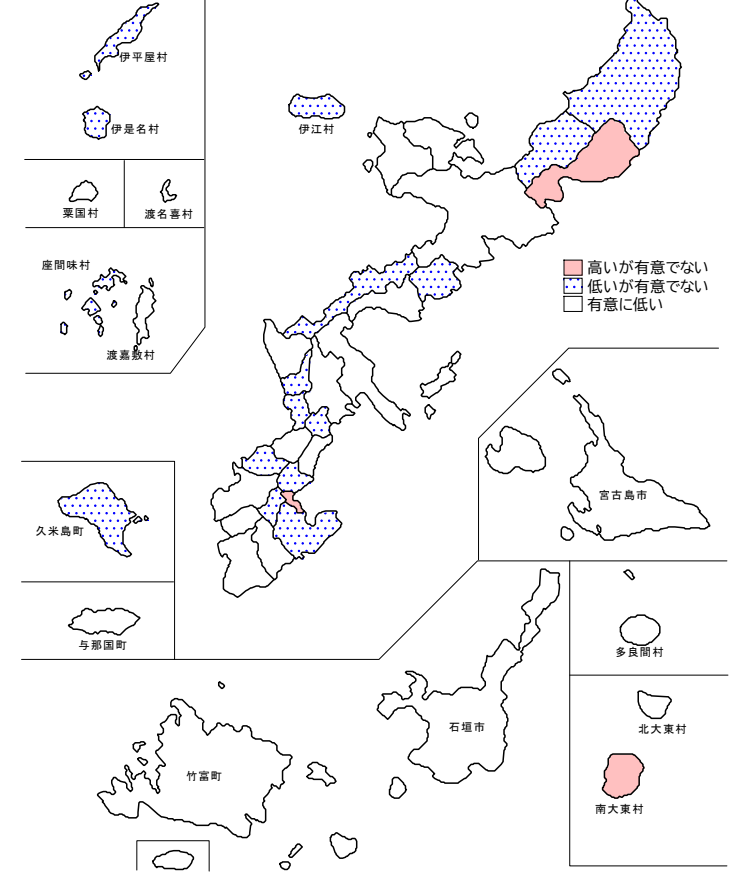 伊平屋村
伊是名村
伊江村
粟国村
渡名喜村
座間味村
渡嘉敷村
高いが有意でない
低いが有意でない
有意に低い
宮古島市
久米島町
与那国町
多良間村
北大東村
石垣市
竹富町
南大東村